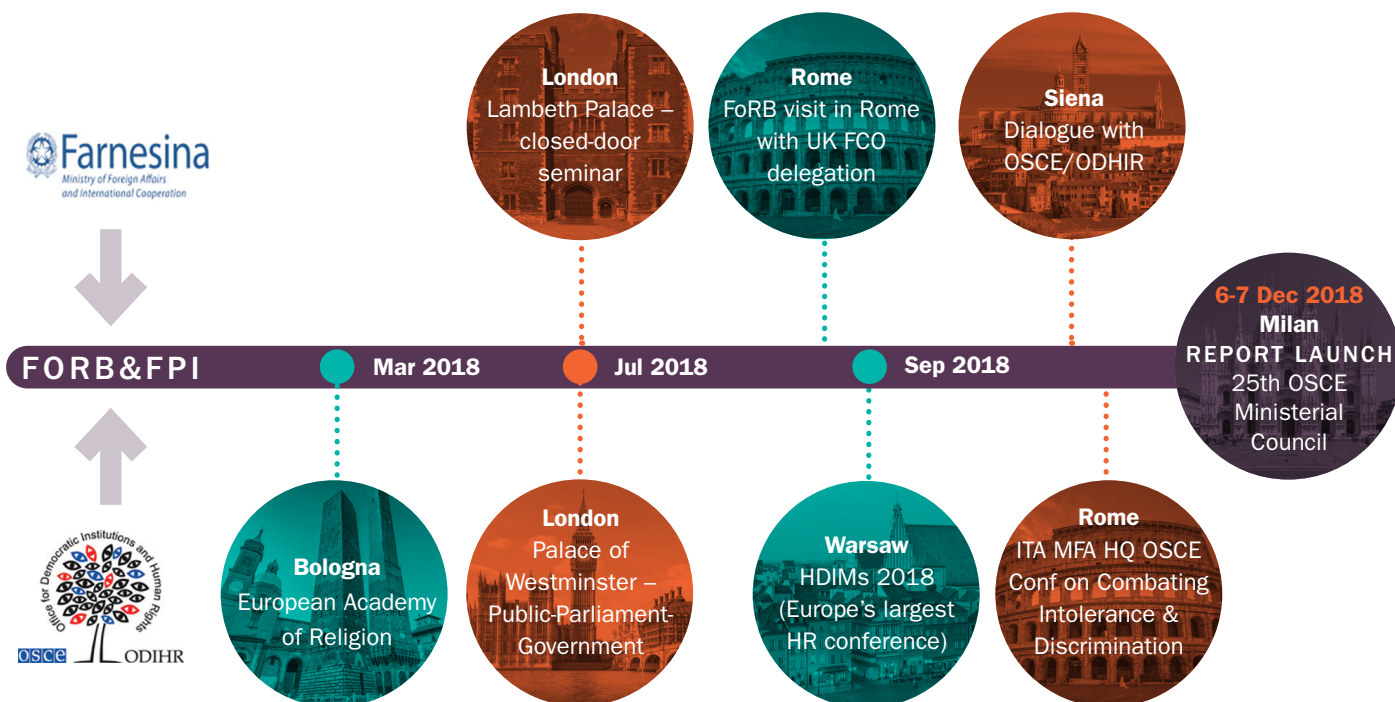 London
Lambeth Palace –
closed-door
seminar
Rome
FoRB visit in Rome
with UK FCO
delegation
Siena
Dialogue with
OSCE/ODHIR
Farnesina
Ministry of Foreign Affairs
and International Cooperation
FORB&FPI
Mar 2018
Jul 2018
Sep 2018
6-7 Dec 2018
Milan
REPORT LAUNCH
25th OSCE
Ministerial
Council
Office for Democratic Institutions and Human Rights
osce
ODIHR
Bologna
European Academy
of Religion
London
Palace of
Westminster –
Public-Parliament-
Government
Warsaw
HDIMs 2018
(Europe's largest
HR conference)
Rome
ITA MFA HQ OSCE
Conf on Combating
Intolerance &
Discrimination